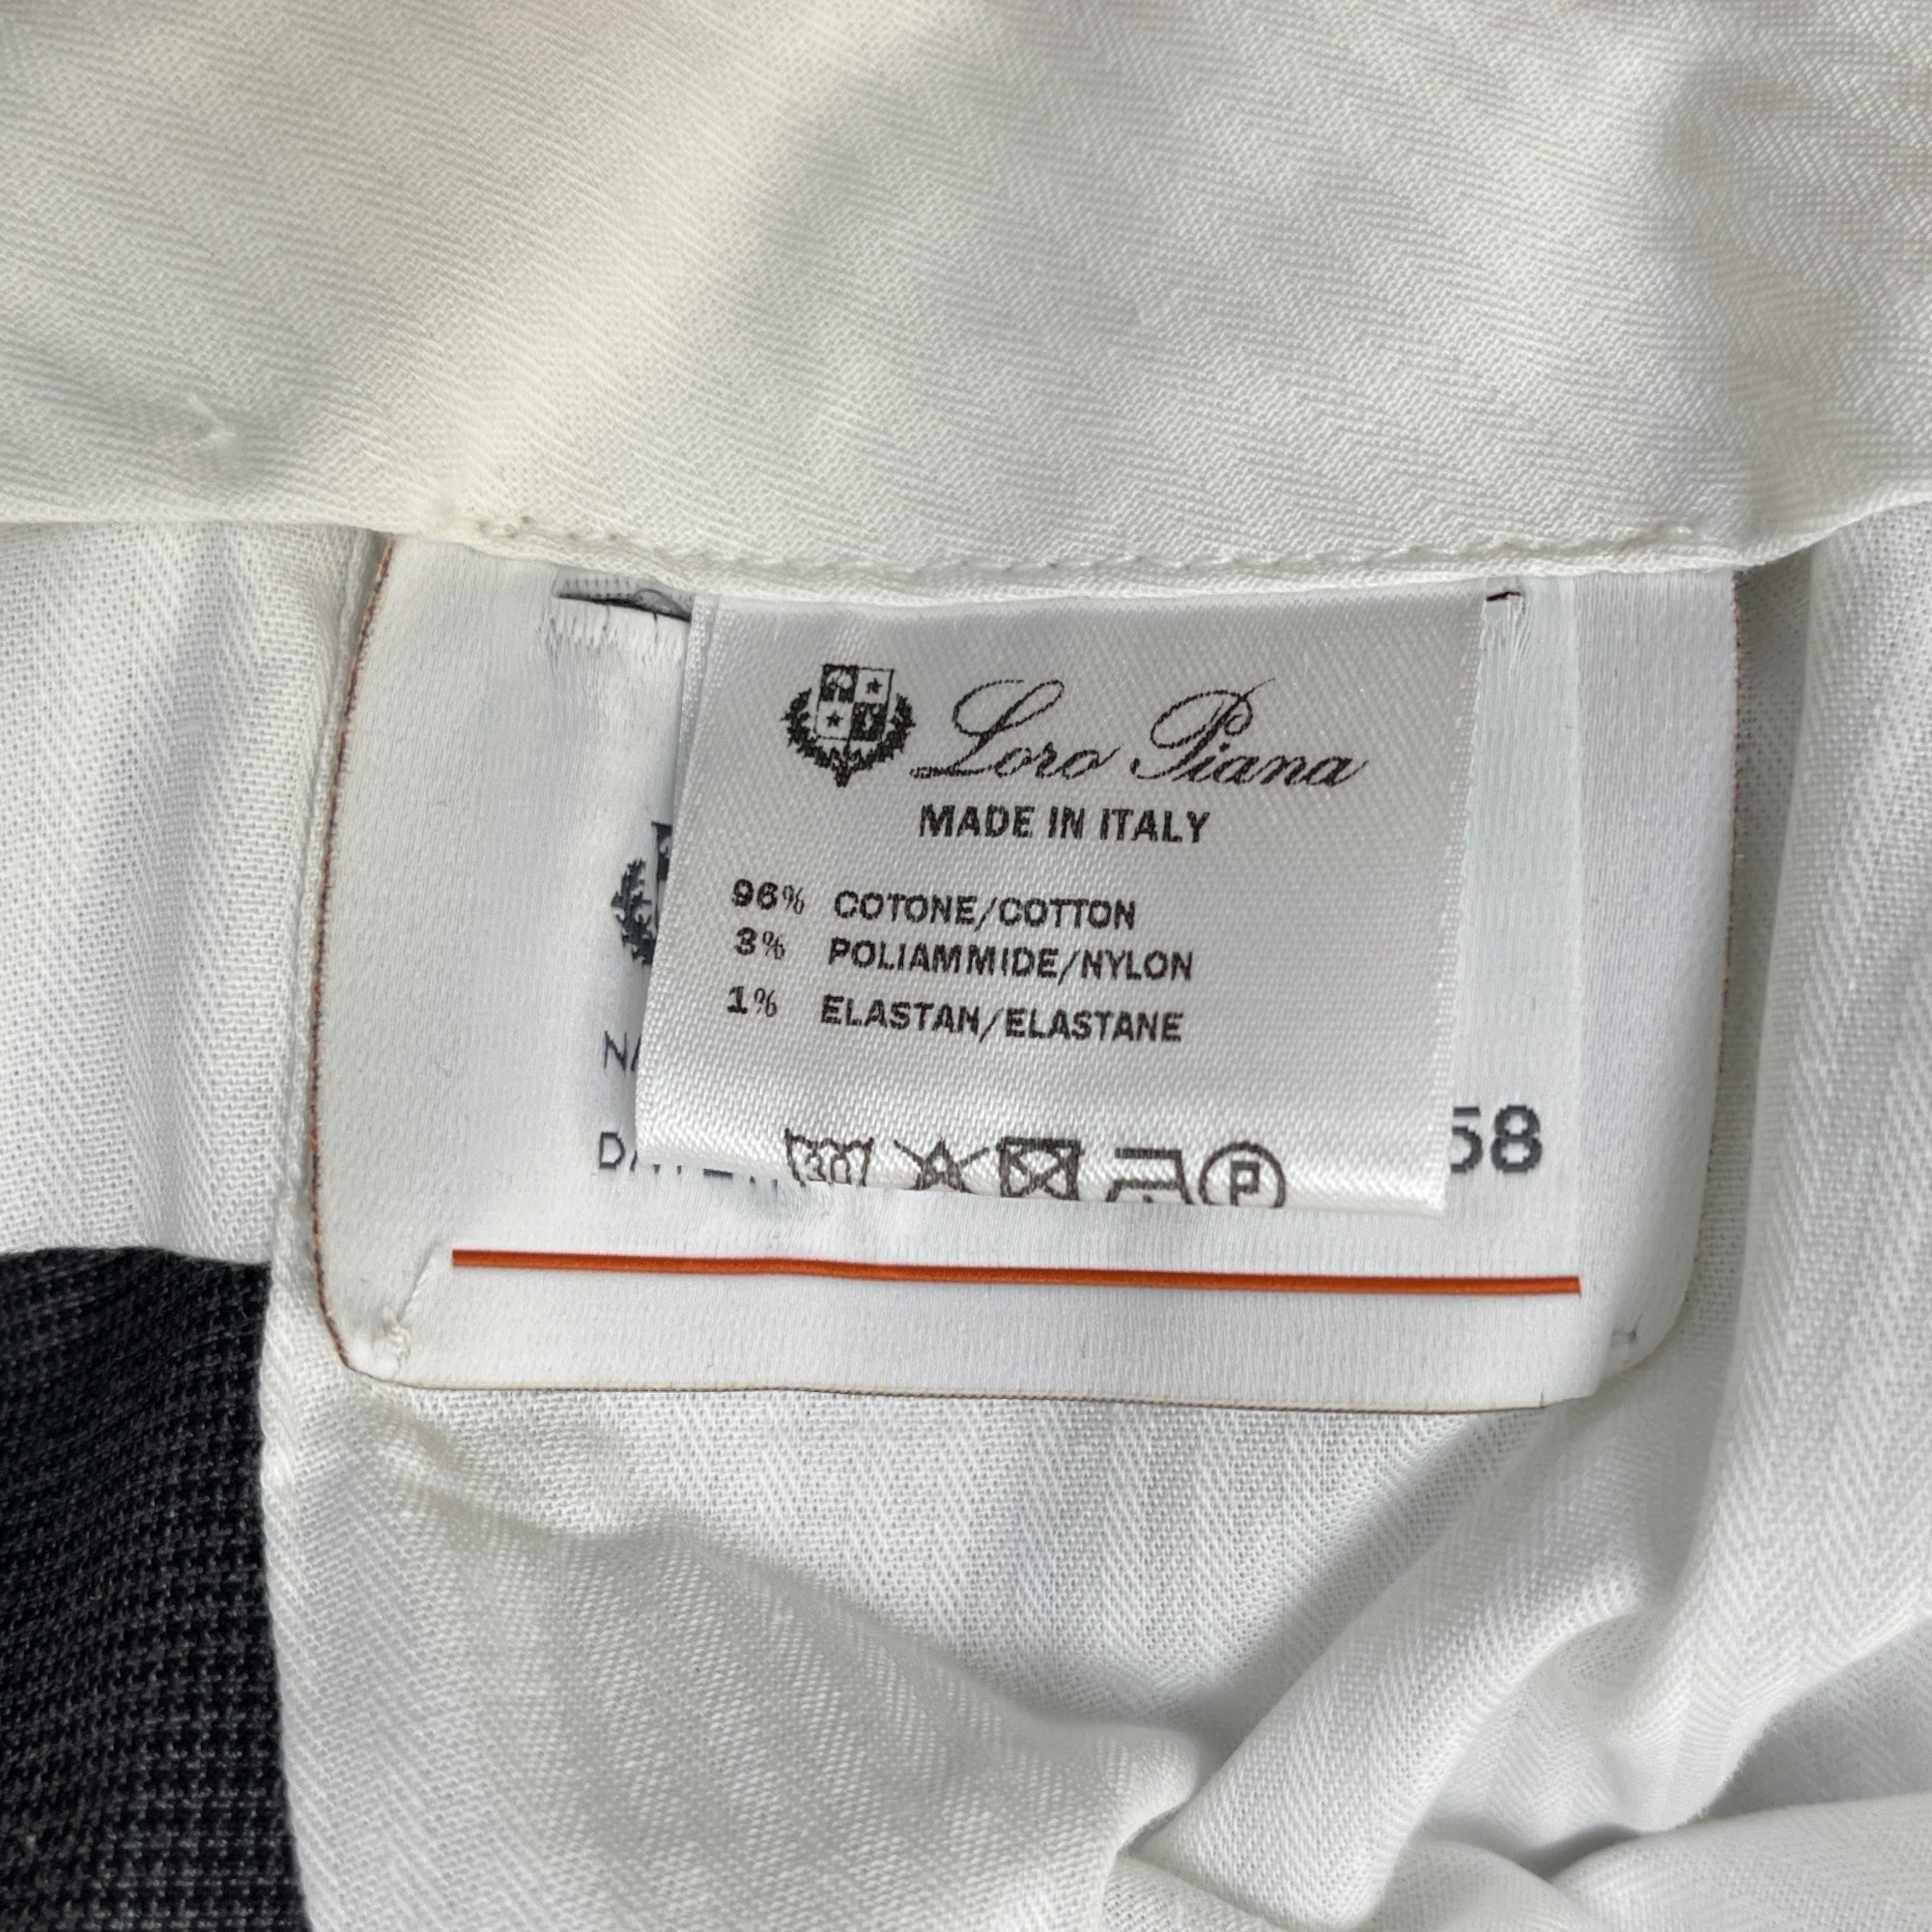 Loro Piana
MADE IN ITALY
96% COTONE/COTTON
3% POLIAMMIDE/NYLON
1% ELASTAN/ELASTANE
30 P
58